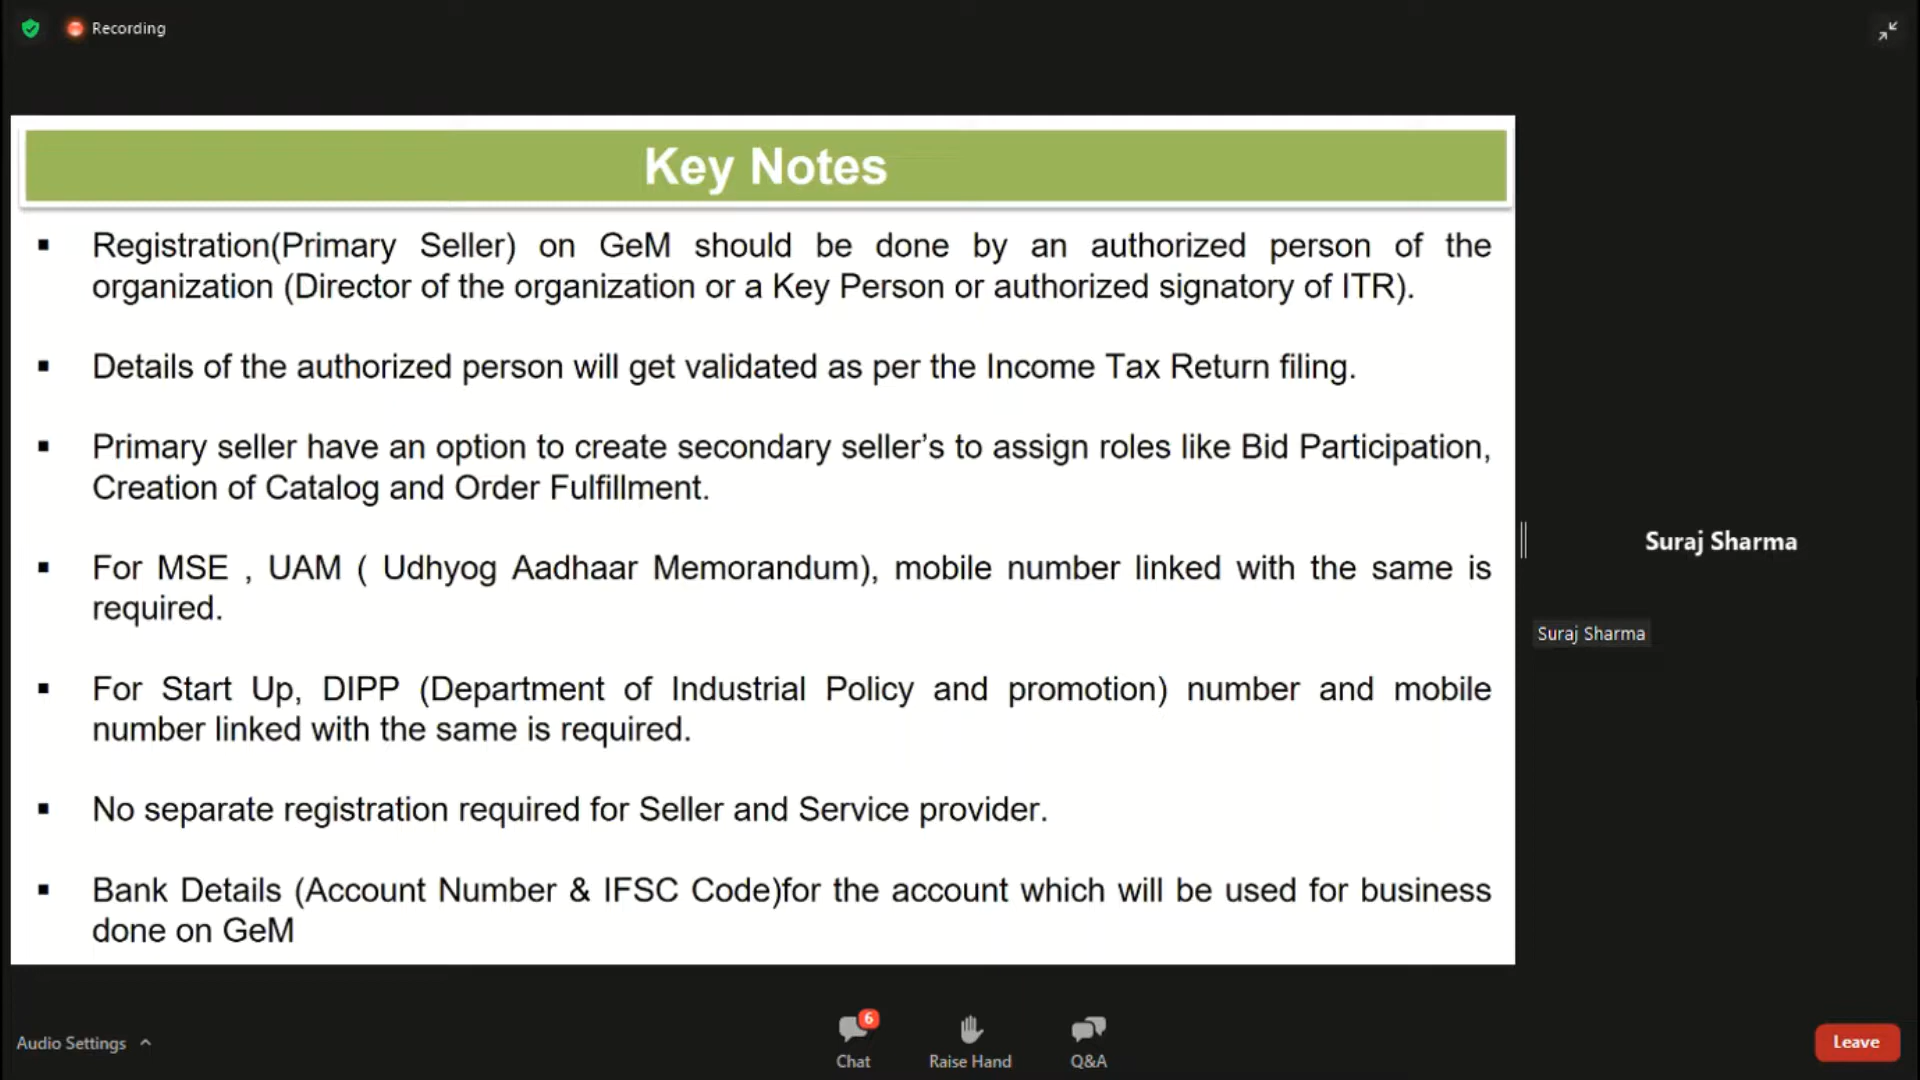 Recording
Key Notes
▪ Registration(Primary Seller) on GeM should be done by an authorized person of the
organization (Director of the organization or a Key Person or authorized signatory of ITR).
▪ Details of the authorized person will get validated as per the Income Tax Return filing.
▪ Primary seller have an option to create secondary seller’s to assign roles like Bid Participation,
Creation of Catalog and Order Fulfillment.
▪ For MSE , UAM ( Udhyog Aadhaar Memorandum), mobile number linked with the same is
required.
▪ For Start Up, DIPP (Department of Industrial Policy and promotion) number and mobile
number linked with the same is required.
▪ No separate registration required for Seller and Service provider.
▪ Bank Details (Account Number & IFSC Code)for the account which will be used for business
done on GeM
Suraj Sharma
Suraj Sharma
Audio Settings
6
Chat
Raise Hand
Q&A
Leave